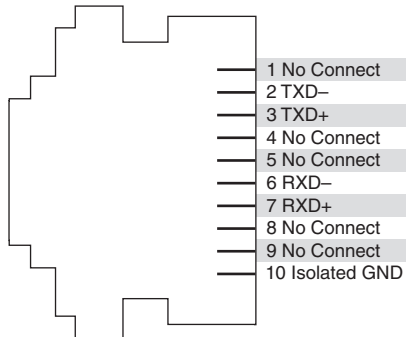 1 No Connect
2 TXD–
3 TXD+
4 No Connect
5 No Connect
6 RXD–
7 RXD+
8 No Connect
9 No Connect
10 Isolated GND